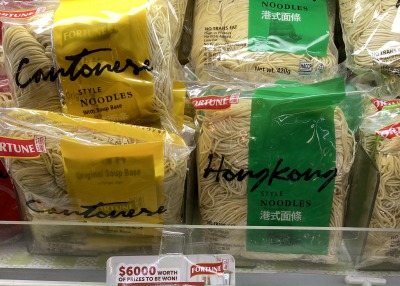 FORTUNE
Cantonese
STYLE
NOODLES
With Soup Base
NO TRANS FAT
港式面條
Net Wt. 420g
NO TRANS
FORTUNE
FORTUNE
Original Soup Base
Cantonese
FORTUNE
HongKong
STYLE
NOODLES
港式面條
$6000 WORTH
OF PRIZES TO BE WON!
FORTUNE